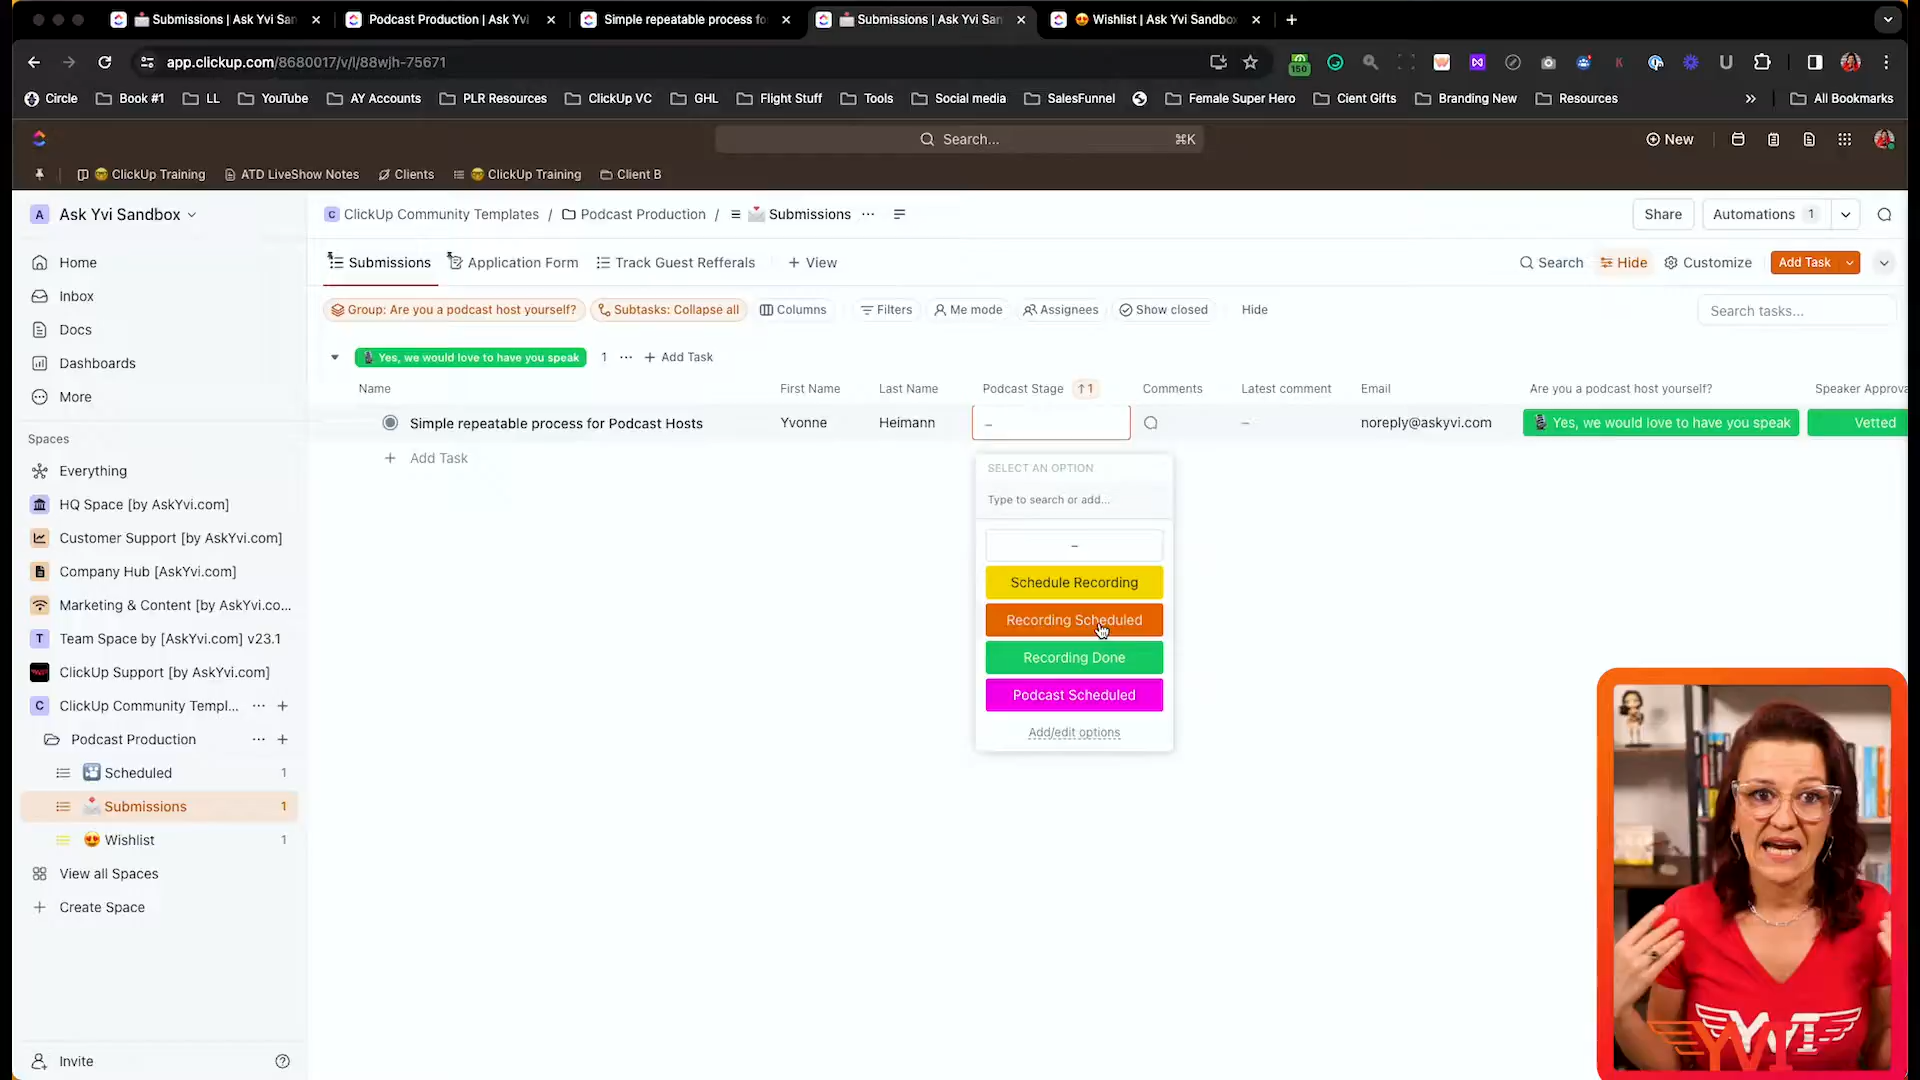 Submissions | Ask Yvi San
Podcast Production | Ask Yvi
Simple repeatable process fo
Submissions | Ask Yvi San
Wishlist | Ask Yvi Sandbox
app.clickup.com/8680017/v/l/88wjh-75671
150
Circle
Book #1
LL
YouTube
AY Accounts
PLR Resources
ClickUp VC
GHL
Flight Stuff
Tools
Social media
SalesFunnel
Female Super Hero
Cient Gifts
Branding New
Resources
All Bookmarks
Search...
⌘K
New
ClickUp Training
ATD LiveShow Notes
Clients
ClickUp Training
Client B
A
Ask Yvi Sandbox
C ClickUp Community Templates / Podcast Production / Submissions
Share
Automations 1
Home
Inbox
Docs
Dashboards
More
Submissions
Application Form
Track Guest Refferals
+ View
Search
Hide
Customize
Add Task
Group: Are you a podcast host yourself?
Subtasks: Collapse all
Columns
Filters
Me mode
Assignees
Show closed
Hide
Search tasks...
Yes, we would love to have you speak
1
+ Add Task
Name
First Name
Last Name
Podcast Stage
↑1
Comments
Latest comment
Email
Are you a podcast host yourself?
Speaker Approva
Simple repeatable process for Podcast Hosts
Yvonne
Heimann
–
–
noreply@askyvi.com
Yes, we would love to have you speak
Vetted
+ Add Task
SELECT AN OPTION
Type to search or add...
–
Schedule Recording
Recording Scheduled
Recording Done
Podcast Scheduled
Add/edit options
Spaces
Everything
HQ Space [by AskYvi.com]
Customer Support [by AskYvi.com]
Company Hub [AskYvi.com]
Marketing & Content [by AskYvi.co...
T Team Space by [AskYvi.com] v23.1
ClickUp Support [by AskYvi.com]
C ClickUp Community Templ...
Podcast Production
Scheduled 1
Submissions 1
Wishlist 1
View all Spaces
+ Create Space
Invite
YVI